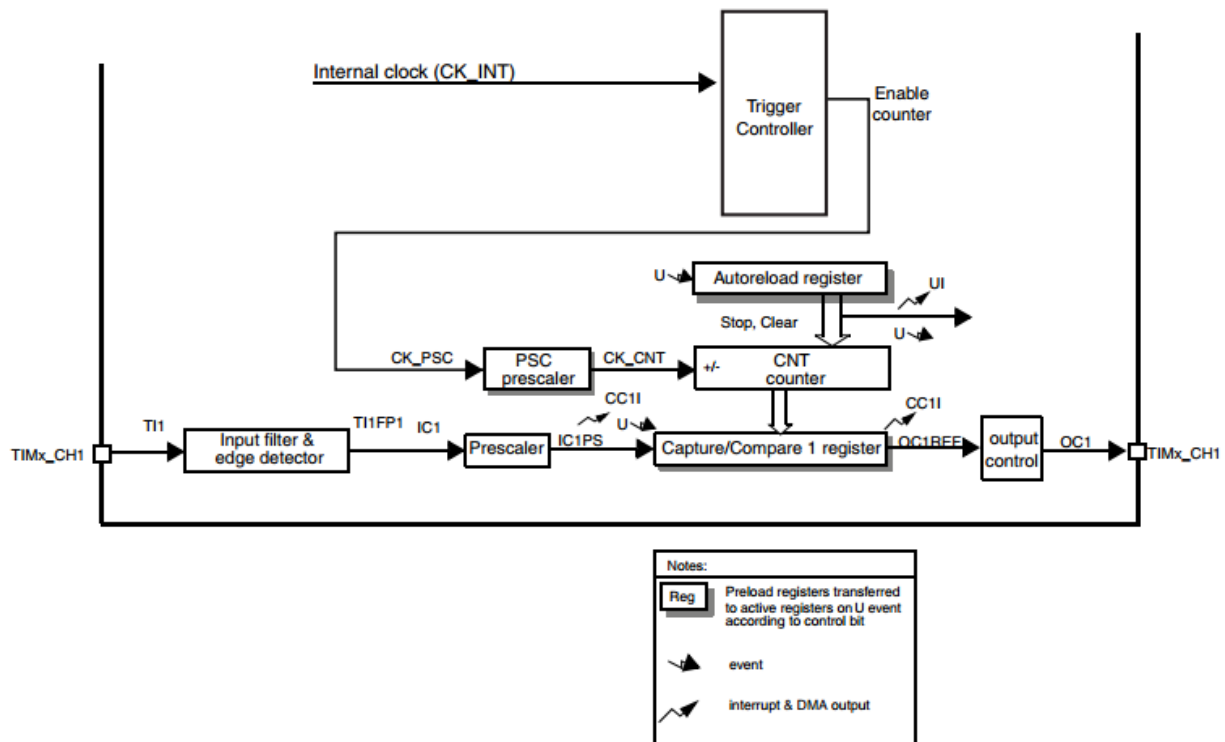 Internal clock (CK_INT)
Trigger
Controller
Enable
counter
U
Autoreload register
UI
Stop, Clear
U
CK_PSC
PSC
prescaler
CK_CNT
+/-
CNT
counter
CC1I
U
CC1I
TIMx_CH1
TI1
Input filter &
edge detector
TI1FP1
IC1
Prescaler
IC1PS
Capture/Compare 1 register
OC1REF
output
control
OC1
TIMx_CH1
Notes:
Reg
Preload registers transferred
to active registers on U event
according to control bit
event
interrupt & DMA output